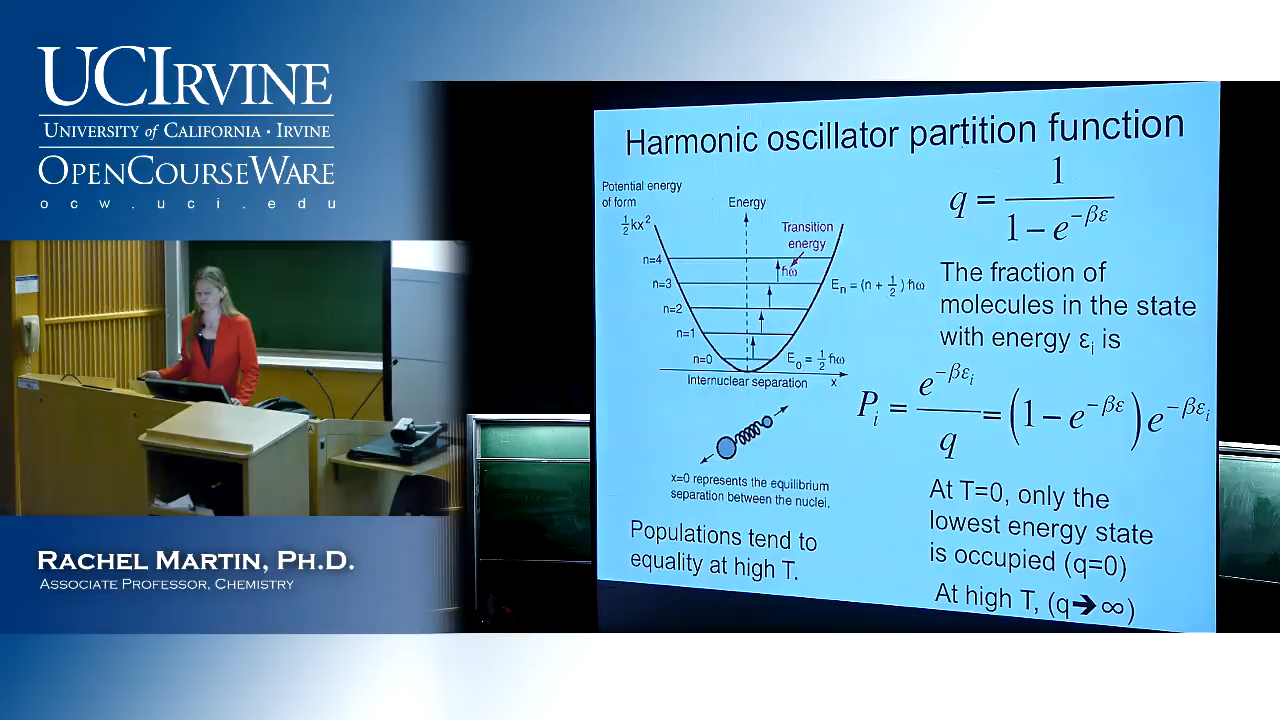 UCIRVINE
UNIVERSITY of CALIFORNIA · IRVINE
OPENCOURSEWARE
ocw.uci.edu
RACHEL MARTIN, PH.D.
ASSOCIATE PROFESSOR, CHEMISTRY
Harmonic oscillator partition function
Potential energy
of form
½kx²
Energy
Transition
energy
ħω
n=4
n=3
n=2
n=1
n=0
Eₙ = (n + ½)ħω
E₀ = ½ħω
Internuclear separation
x
x=0 represents the equilibrium
separation between the nuclei.
Populations tend to
equality at high T.
q = 1 / (1 − e^(−βε))
The fraction of
molecules in the state
with energy εᵢ is
Pᵢ = e^(−βεᵢ) / q = (1 − e^(−βε)) e^(−βεᵢ)
At T=0, only the
lowest energy state
is occupied (q=0)
At high T, (q➔∞)